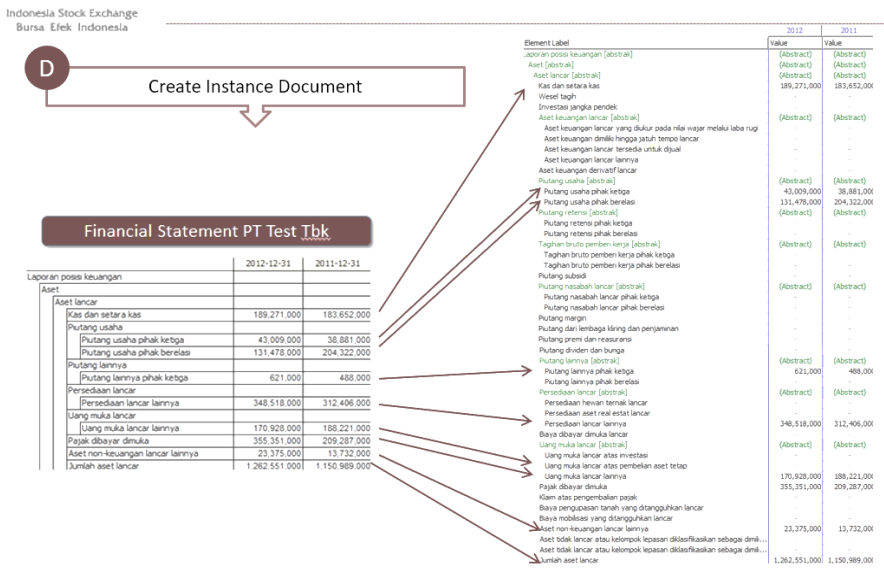 Indonesia Stock Exchange
Bursa Efek Indonesia
D
Create Instance Document
Financial Statement PT Test Tbk
2012-12-31 2011-12-31
Laporan posisi keuangan
Aset
Aset lancar
Kas dan setara kas 189,271,000 183,652,000
Piutang usaha
Piutang usaha pihak ketiga 43,009,000 38,881,000
Piutang usaha pihak berelasi 131,478,000 204,322,000
Piutang lainnya
Piutang lainnya pihak ketiga 621,000 488,000
Persediaan lancar
Persediaan lancar lainnya 348,518,000 312,406,000
Uang muka lancar
Uang muka lancar lainnya 170,928,000 188,221,000
Pajak dibayar dimuka 355,351,000 209,287,000
Aset non-keuangan lancar lainnya 23,375,000 13,732,000
Jumlah aset lancar 1,262,551,000 1,150,989,000
2012 2011
Element Label Value Value
Laporan posisi keuangan [abstrak] (Abstract) (Abstract)
Aset [abstrak] (Abstract) (Abstract)
Aset lancar [abstrak] (Abstract) (Abstract)
Kas dan setara kas 189,271,000 183,652,000
Wesel tagih
Investasi jangka pendek
Aset keuangan lancar [abstrak] (Abstract) (Abstract)
Aset keuangan lancar yang diukur pada nilai wajar melalui laba rugi
Aset keuangan dimiliki hingga jatuh tempo lancar
Aset keuangan lancar tersedia untuk dijual
Aset keuangan lancar lainnya
Aset keuangan derivatif lancar
Piutang usaha [abstrak] (Abstract) (Abstract)
Piutang usaha pihak ketiga 43,009,000 38,881,000
Piutang usaha pihak berelasi 131,478,000 204,322,000
Piutang retensi [abstrak] (Abstract) (Abstract)
Piutang retensi pihak ketiga
Piutang retensi pihak berelasi
Tagihan bruto pemberi kerja [abstrak] (Abstract) (Abstract)
Tagihan bruto pemberi kerja pihak ketiga
Tagihan bruto pemberi kerja pihak berelasi
Piutang subsidi
Piutang nasabah lancar [abstrak] (Abstract) (Abstract)
Piutang nasabah lancar pihak ketiga
Piutang nasabah lancar pihak berelasi
Piutang margin
Piutang dari lembaga kliring dan penjaminan
Piutang premi dan reasuransi
Piutang dividen dan bunga
Piutang lainnya [abstrak] (Abstract) (Abstract)
Piutang lainnya pihak ketiga 621,000 488,000
Piutang lainnya pihak berelasi
Persediaan lancar [abstrak] (Abstract) (Abstract)
Persediaan hewan ternak lancar
Persediaan aset real estat lancar
Persediaan lancar lainnya 348,518,000 312,406,000
Biaya dibayar dimuka lancar
Uang muka lancar [abstrak] (Abstract) (Abstract)
Uang muka lancar atas investasi
Uang muka lancar atas pembelian aset tetap
Uang muka lancar lainnya 170,928,000 188,221,000
Pajak dibayar dimuka 355,351,000 209,287,000
Klaim atas pengembalian pajak
Biaya pengupasan tanah yang ditangguhkan lancar
Biaya mobilisasi yang ditangguhkan lancar
Aset non-keuangan lancar lainnya 23,375,000 13,732,000
Aset tidak lancar atau kelompok lepasan diklasifikasikan sebagai dimili...
Aset tidak lancar atau kelompok lepasan diklasifikasikan sebagai dimili...
Jumlah aset lancar 1,262,551,000 1,150,989,000